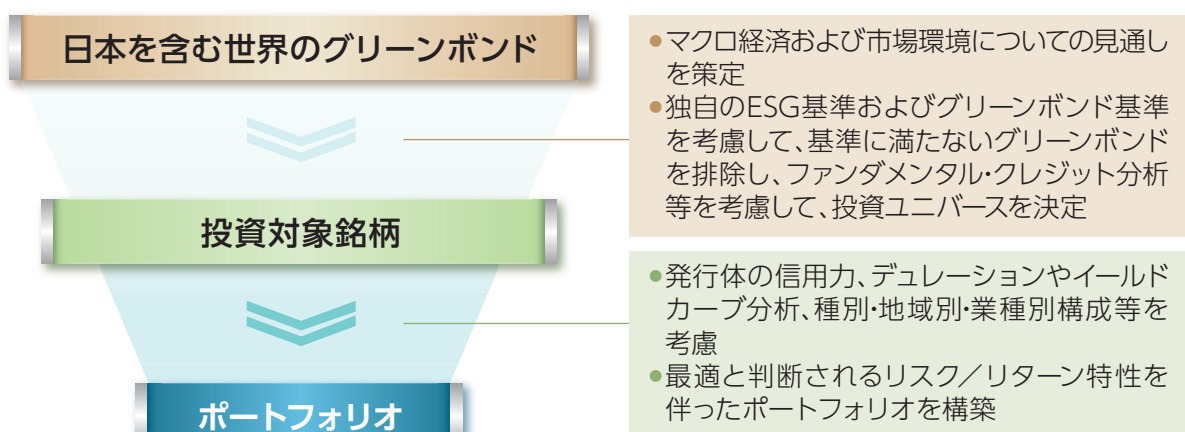 日本を含む世界のグリーンボンド
●マクロ経済および市場環境についての見通し
を策定
●独自のESG基準およびグリーンボンド基準
を考慮して、基準に満たないグリーンボンド
を排除し、ファンダメンタル・クレジット分析
等を考慮して、投資ユニバースを決定
投資対象銘柄
●発行体の信用力、デュレーションやイールド
カーブ分析、種別・地域別・業種別構成等を
考慮
●最適と判断されるリスク／リターン特性を
伴ったポートフォリオを構築
ポートフォリオ